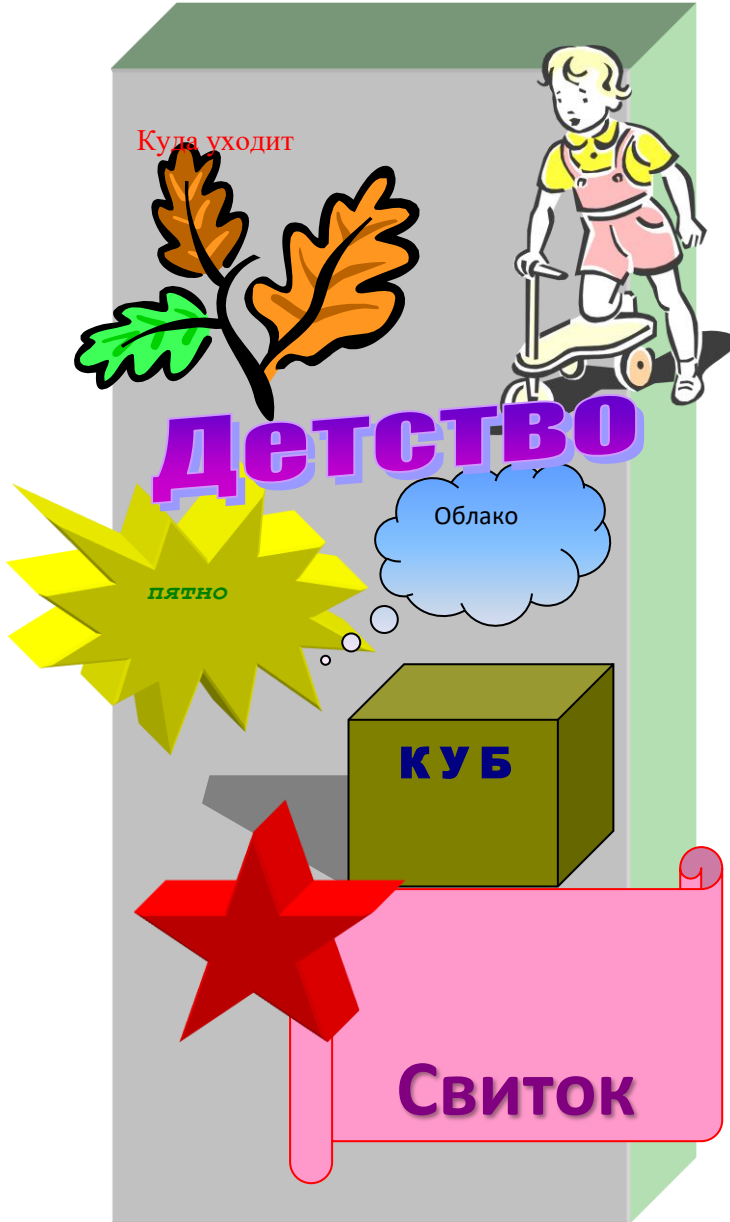 Куда уходит
Детство
Облако
пятно
КУБ
Свиток